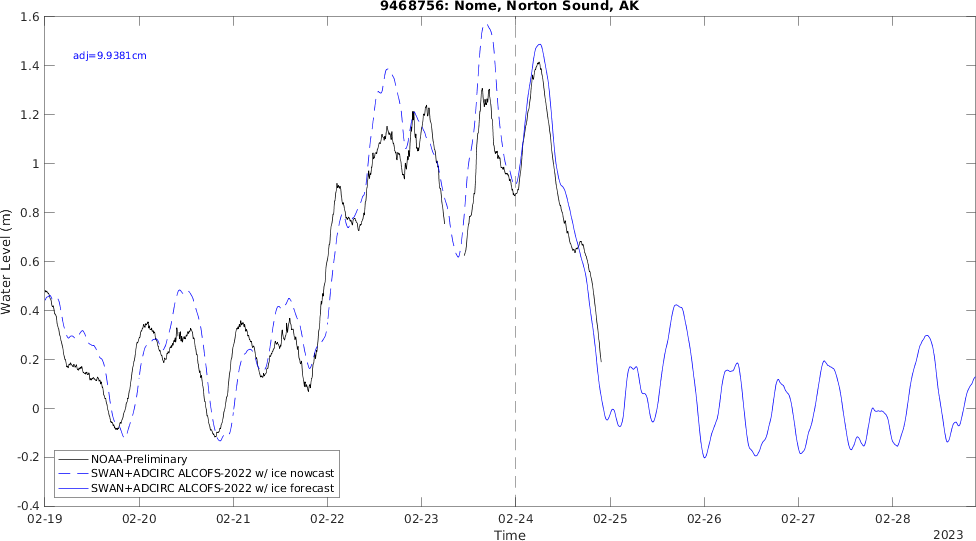 9468756: Nome, Norton Sound, AK
adj=9.9381cm
Water Level (m)
1.6
1.4
1.2
1
0.8
0.6
0.4
0.2
0
-0.2
-0.4
NOAA-Preliminary
SWAN+ADCIRC ALCOFS-2022 w/ ice nowcast
SWAN+ADCIRC ALCOFS-2022 w/ ice forecast
02-19 02-20 02-21 02-22 02-23 02-24 02-25 02-26 02-27 02-28
Time
2023